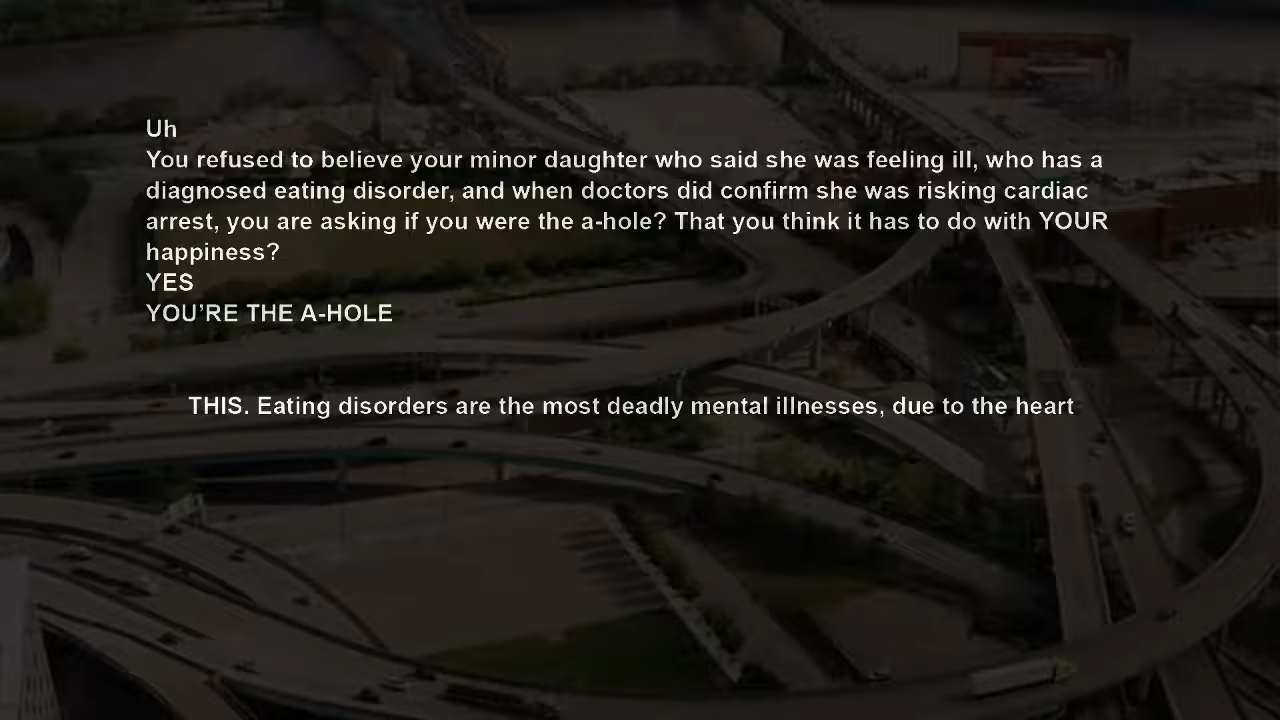 Uh
You refused to believe your minor daughter who said she was feeling ill, who has a
diagnosed eating disorder, and when doctors did confirm she was risking cardiac
arrest, you are asking if you were the a-hole? That you think it has to do with YOUR
happiness?
YES
YOU’RE THE A-HOLE
THIS. Eating disorders are the most deadly mental illnesses, due to the heart